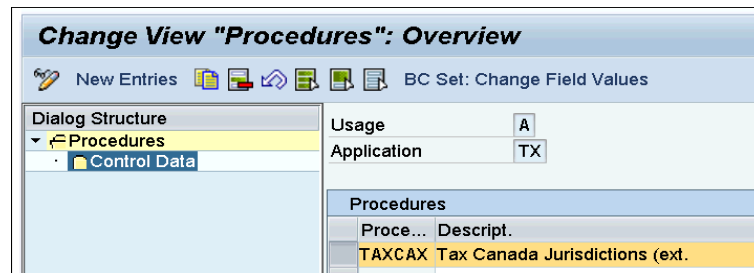 Change View "Procedures": Overview
New Entries BC Set: Change Field Values
Dialog Structure
Procedures
Control Data
Usage A
Application TX
Procedures
Proce... Descript.
TAXCAX Tax Canada Jurisdictions (ext.